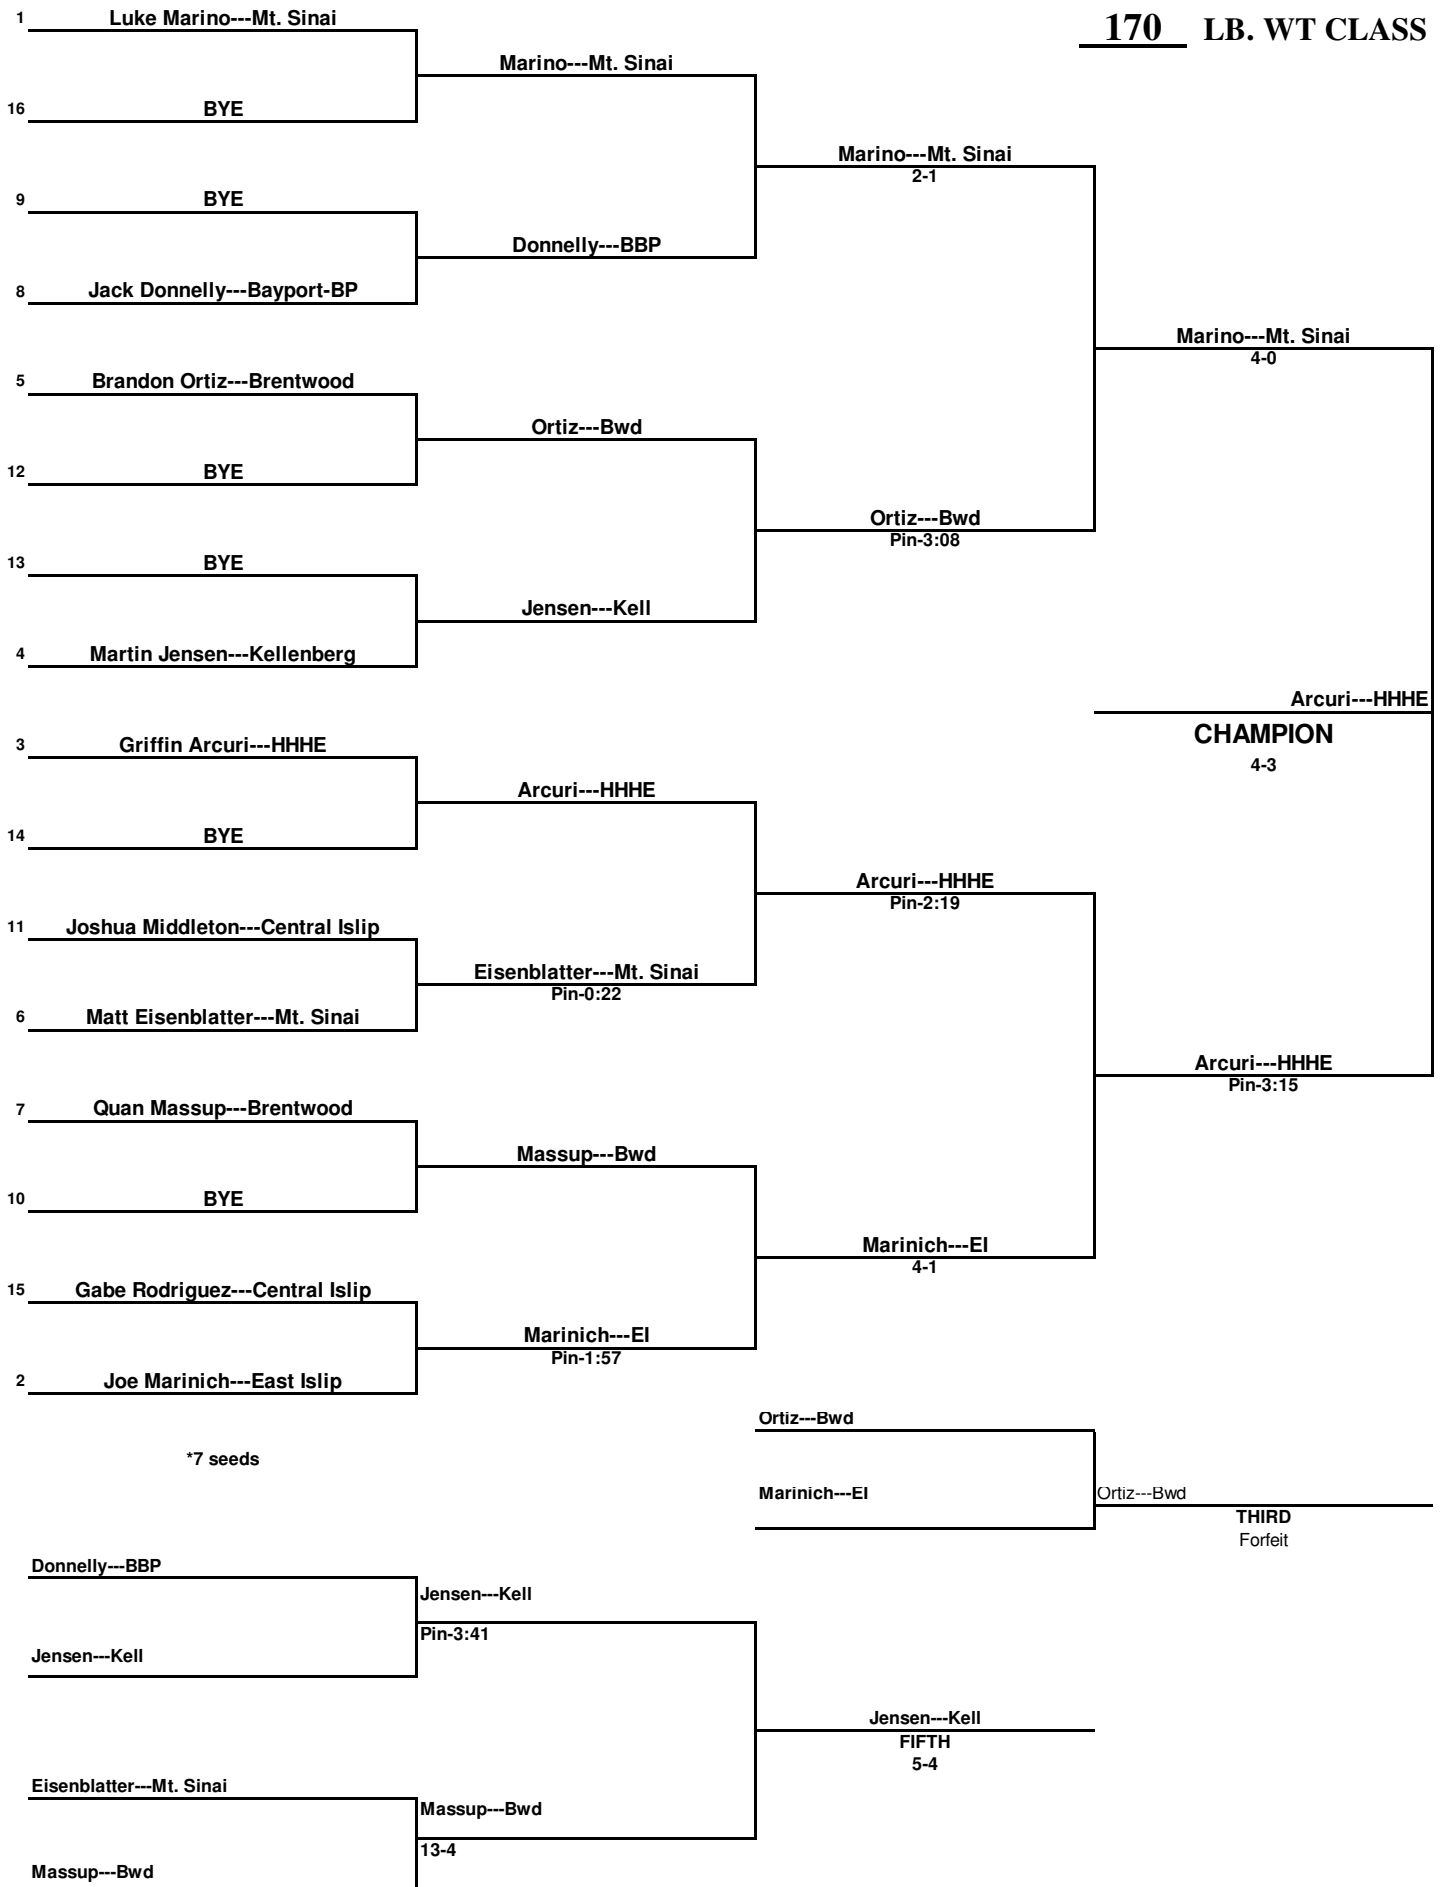 170 LB. WT CLASS
1 Luke Marino---Mt. Sinai
Marino---Mt. Sinai
16 BYE
Marino---Mt. Sinai
2-1
9 BYE
Donnelly---BBP
8 Jack Donnelly---Bayport-BP
Marino---Mt. Sinai
4-0
5 Brandon Ortiz---Brentwood
Ortiz---Bwd
12 BYE
Ortiz---Bwd
Pin-3:08
13 BYE
Jensen---Kell
4 Martin Jensen---Kellenberg
Arcuri---HHHE
CHAMPION
4-3
3 Griffin Arcuri---HHHE
Arcuri---HHHE
14 BYE
Arcuri---HHHE
Pin-2:19
11 Joshua Middleton---Central Islip
Eisenblatter---Mt. Sinai
Pin-0:22
6 Matt Eisenblatter---Mt. Sinai
Arcuri---HHHE
Pin-3:15
7 Quan Massup---Brentwood
Massup---Bwd
10 BYE
Marinich---EI
4-1
15 Gabe Rodriguez---Central Islip
Marinich---EI
Pin-1:57
2 Joe Marinich---East Islip
Ortiz---Bwd
*7 seeds
Marinich---EI
Ortiz---Bwd
THIRD
Forfeit
Donnelly---BBP
Jensen---Kell
Pin-3:41
Jensen---Kell
Jensen---Kell
FIFTH
5-4
Eisenblatter---Mt. Sinai
Massup---Bwd
13-4
Massup---Bwd